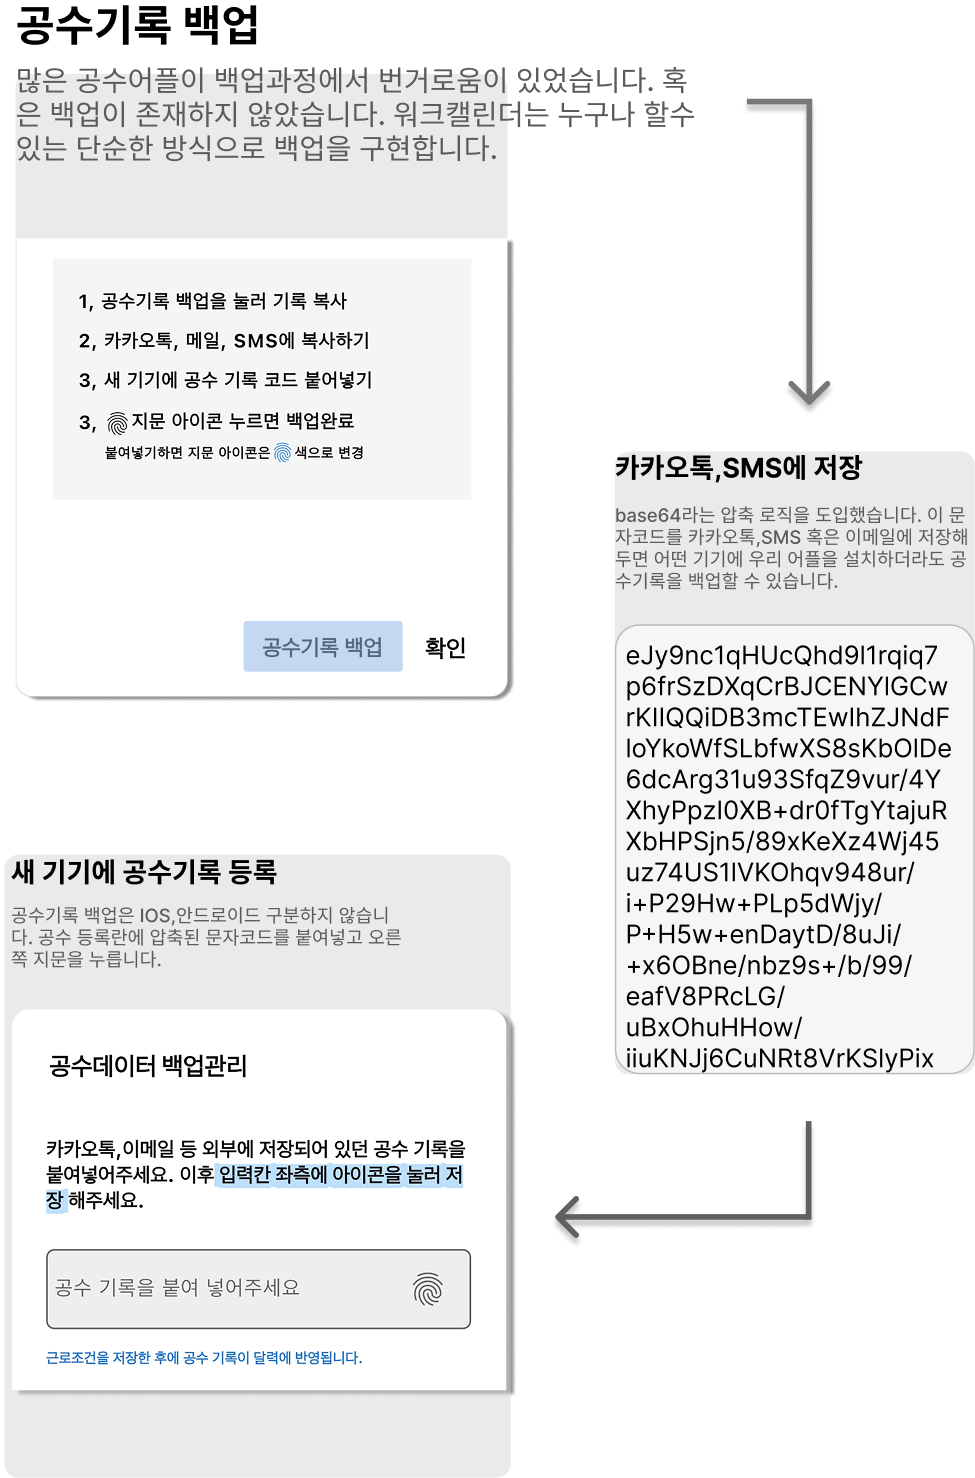 공수기록 백업
많은 공수어플이 백업과정에서 번거로움이 있었습니다. 혹
은 백업이 존재하지 않았습니다. 워크캘린더는 누구나 할수
있는 단순한 방식으로 백업을 구현합니다.
1, 공수기록 백업을 눌러 기록 복사
2, 카카오톡, 메일, SMS에 복사하기
3, 새 기기에 공수 기록 코드 붙어넣기
3, 지문 아이콘 누르면 백업완료
붙여넣기하면 지문 아이콘은 색으로 변경
공수기록 백업 확인
카카오톡,SMS에 저장
base64라는 압축 로직을 도입했습니다. 이 문
자코드를 카카오톡,SMS 혹은 이메일에 저장해
두면 어떤 기기에 우리 어플을 설치하더라도 공
수기록을 백업할 수 있습니다.
eJy9nc1qHUcQhd9l1rqiq7
p6frSzDXqCrBJCENYlGCw
rKIIQQiDB3mcTEwIhZJNdF
loYkoWfSLbfwXS8sKbOlDe
6dcArg31u93SfqZ9vur/4Y
XhyPpzI0XB+dr0fTgYtajuR
XbHPSjn5/89xKeXz4Wj45
uz74US1lVKOhqv948ur/
i+P29Hw+PLp5dWjy/
P+H5w+enDaytD/8uJi/
+x6OBne/nbz9s+/b/99/
eafV8PRcLG/
uBxOhuHHow/
iiuKNJj6CuNRt8VrKSlyPix
새 기기에 공수기록 등록
공수기록 백업은 IOS,안드로이드 구분하지 않습니
다. 공수 등록란에 압축된 문자코드를 붙여넣고 오른
쪽 지문을 누릅니다.
공수데이터 백업관리
카카오톡,이메일 등 외부에 저장되어 있던 공수 기록을
붙여넣어주세요. 이후 입력칸 좌측에 아이콘을 눌러 저
장 해주세요.
공수 기록을 붙여 넣어주세요
근로조건을 저장한 후에 공수 기록이 달력에 반영됩니다.